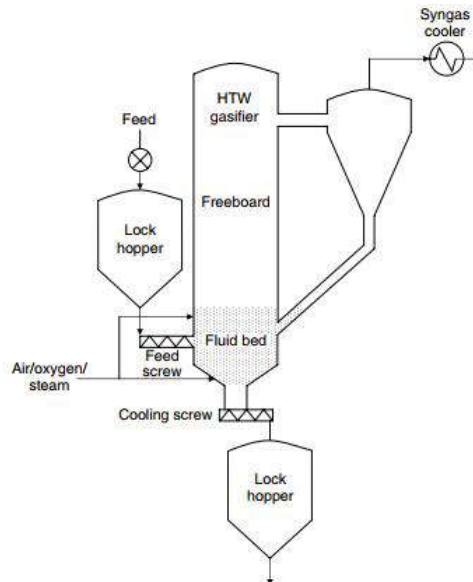 Syngas
cooler
HTW
gasifier
Feed
Freeboard
Lock
hopper
Fluid bed
Feed
screw
Air/oxygen/
steam
Cooling screw
Lock
hopper